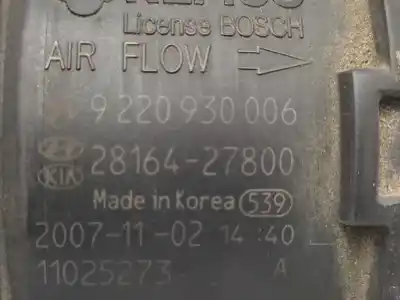 License BOSCH
AIR FLOW
9 220 930 006
28164-27800
KIA
Made in Korea 539
2007-11-02 14:40
11025273 A